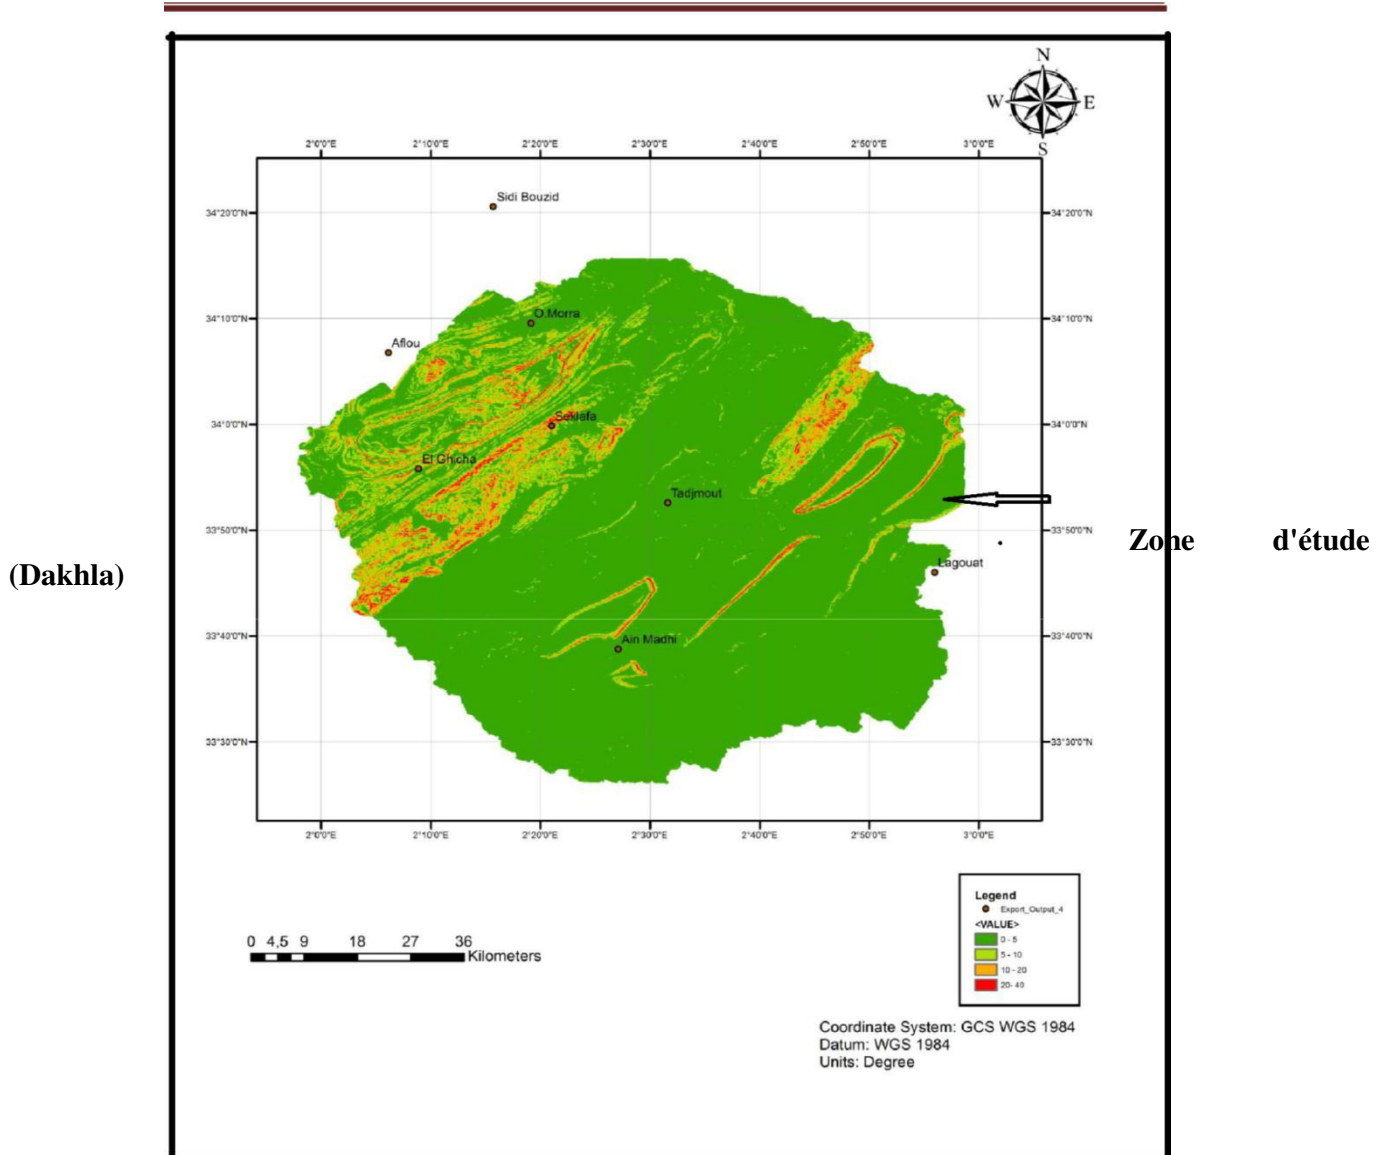 N
W E
S
2°0'0"E 2°10'0"E 2°20'0"E 2°30'0"E 2°40'0"E 2°50'0"E 3°0'0"E
Sidi Bouzid
34°20'0"N 34°20'0"N
34°10'0"N 34°10'0"N
O.Morra
Aflou
34°0'0"N 34°0'0"N
Seklafa
El Ghicha
Tadjmout
33°50'0"N 33°50'0"N
Zone d'étude
(Dakhla)
Lagouat
33°40'0"N 33°40'0"N
Ain Madhi
33°30'0"N 33°30'0"N
2°0'0"E 2°10'0"E 2°20'0"E 2°30'0"E 2°40'0"E 2°50'0"E 3°0'0"E
Legend
Export_Output_4
<VALUE>
0 - 5
5 - 10
10 - 20
20- 40
0 4,5 9 18 27 36
Kilometers
Coordinate System: GCS WGS 1984
Datum: WGS 1984
Units: Degree